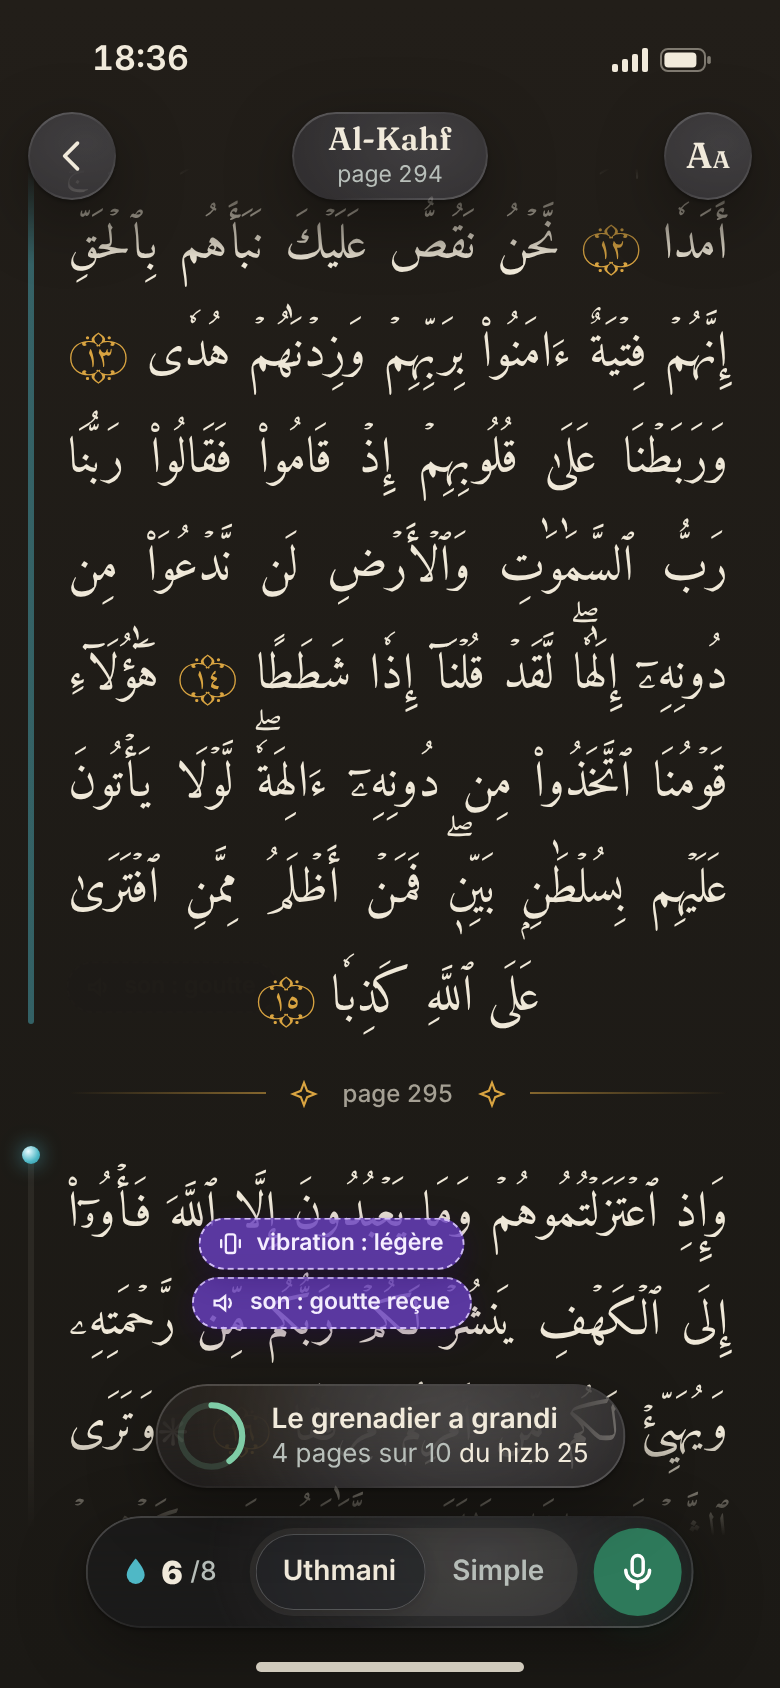 18:36
Al-Kahf
page 294
AA
أَمَدٗا ١٢ نَّحۡنُ نَقُصُّ عَلَيۡكَ نَبَأَهُم بِٱلۡحَقِّۚ
إِنَّهُمۡ فِتۡيَةٌ ءَامَنُواْ بِرَبِّهِمۡ وَزِدۡنَٰهُمۡ هُدٗى ١٣
وَرَبَطۡنَا عَلَىٰ قُلُوبِهِمۡ إِذۡ قَامُواْ فَقَالُواْ رَبُّنَا
رَبُّ ٱلسَّمَٰوَٰتِ وَٱلۡأَرۡضِ لَن نَّدۡعُوَاْ مِن
دُونِهِۦٓ إِلَٰهٗاۖ لَّقَدۡ قُلۡنَآ إِذٗا شَطَطًا ١٤ هَٰٓؤُلَآءِ
قَوۡمُنَا ٱتَّخَذُواْ مِن دُونِهِۦٓ ءَالِهَةٗۖ لَّوۡلَا يَأۡتُونَ
عَلَيۡهِم بِسُلۡطَٰنِۭ بَيِّنٖۖ فَمَنۡ أَظۡلَمُ مِمَّنِ ٱفۡتَرَىٰ
عَلَى ٱللَّهِ كَذِبٗا ١٥
page 295
وَإِذِ ٱعۡتَزَلۡتُمُوهُمۡ وَمَا يَعۡبُدُونَ إِلَّا ٱللَّهَ فَأۡوُۥٓاْ
vibration : légère
son : goutte reçue
إِلَى ٱلۡكَهۡفِ يَنشُرۡ لَكُمۡ رَبُّكُم مِّن رَّحۡمَتِهِۦ
وَيُهَيِّئۡ لَكُم وَتَرَى
Le grenadier a grandi
4 pages sur 10 du hizb 25
6 /8
Uthmani
Simple